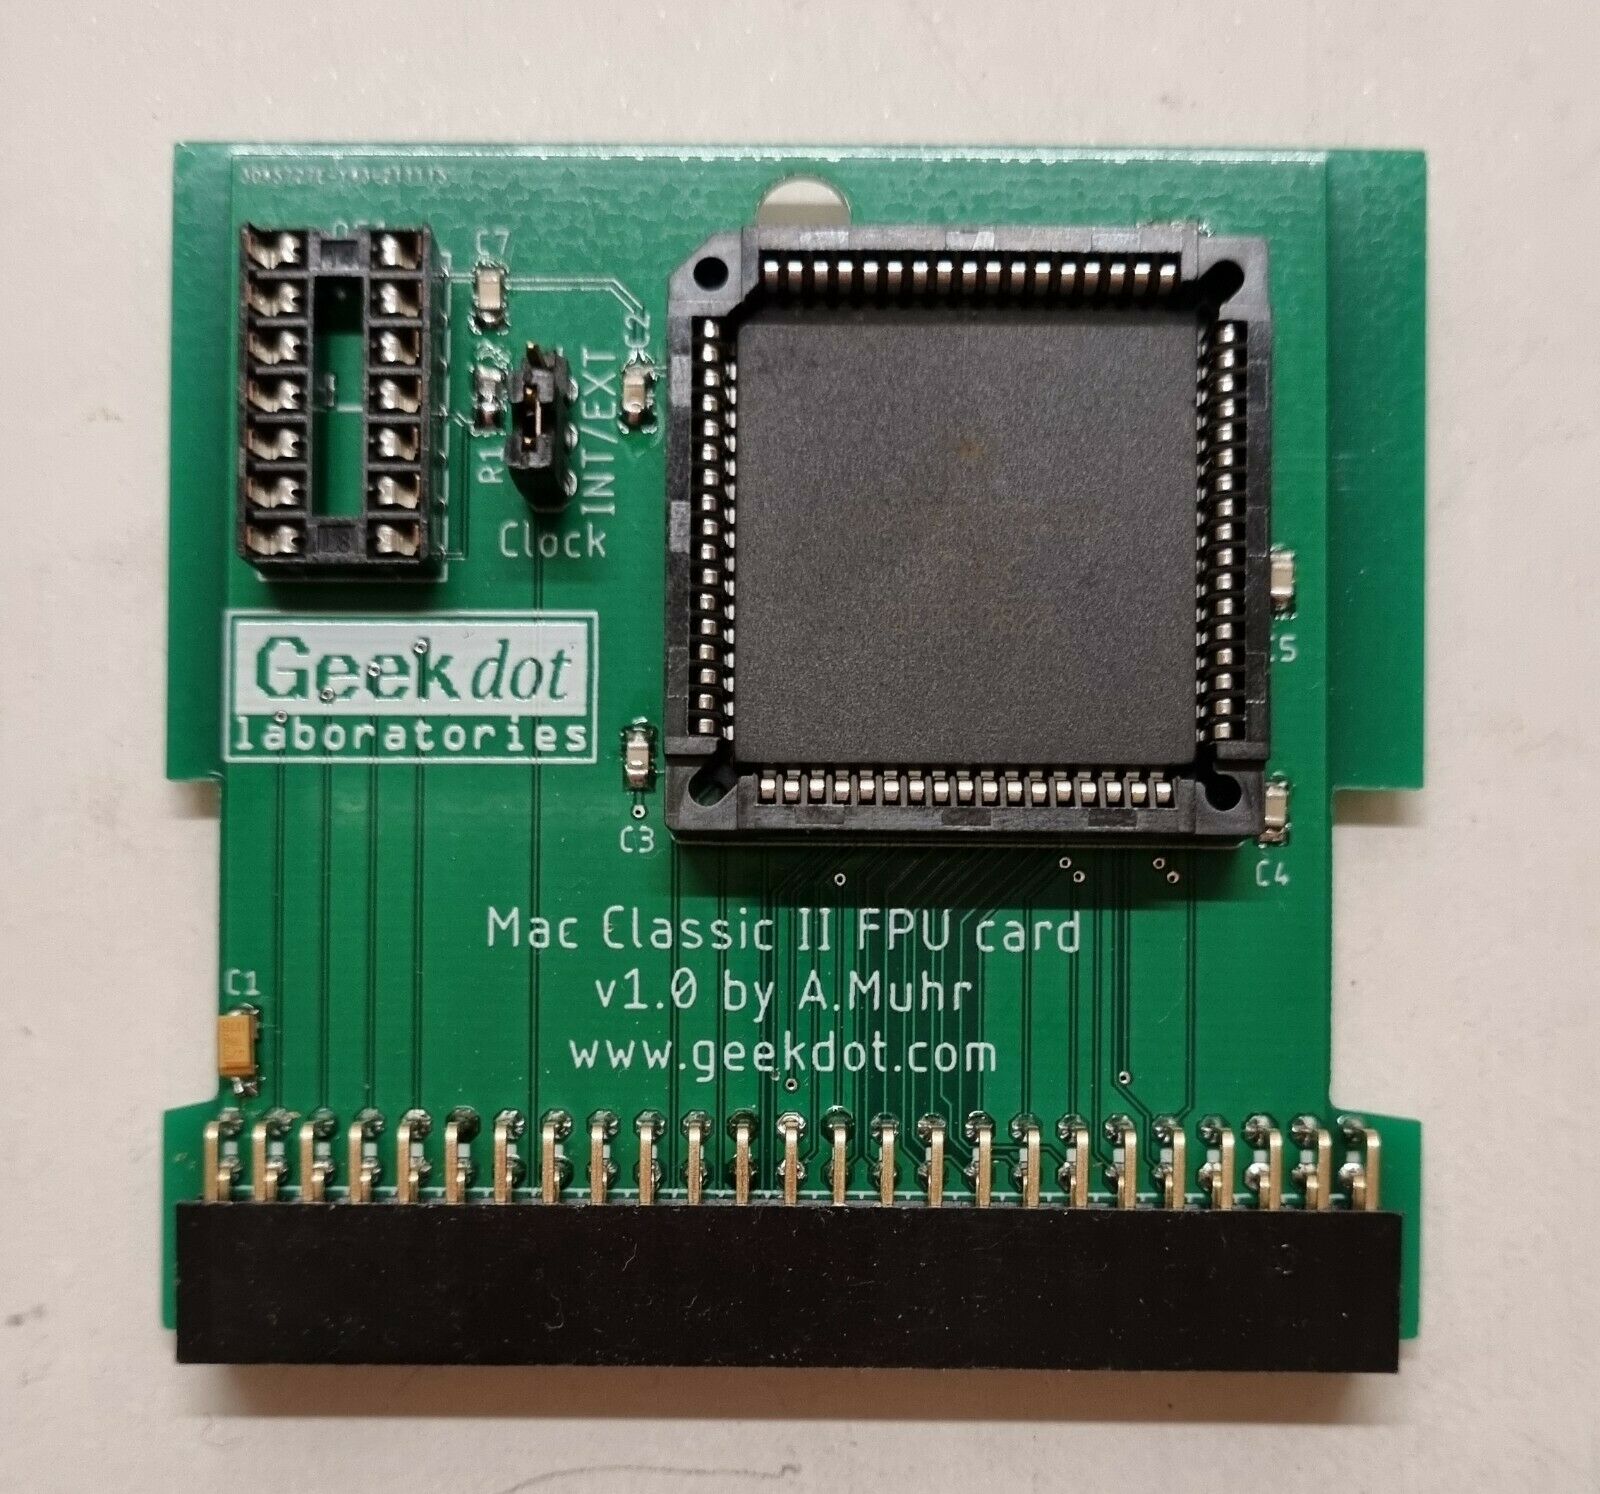 C7
C2
R1
INT/EXT
Clock
Geekdot
laboratories
C3
C4
Mac Classic II FPU card
v1.0 by A.Muhr
www.geekdot.com
C1